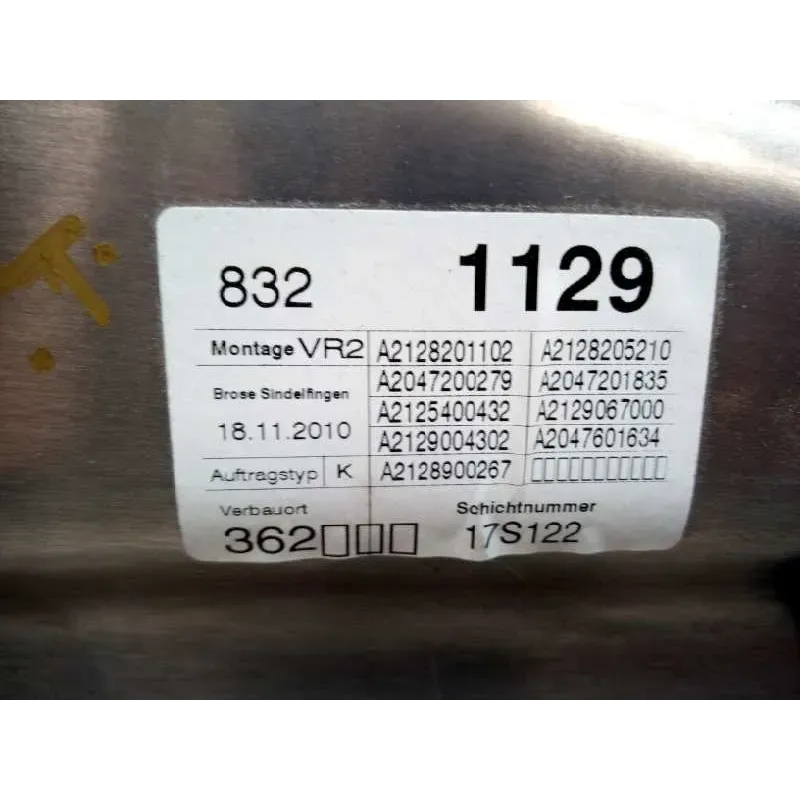 832 1129
Montage VR2 A2128201102 A2128205210
A2047200279 A2047201835
Brose Sindelfingen
A2125400432 A2129067000
18.11.2010
A2129004302 A2047601634
Auftragstyp K A2128900267 □□□□□□□□□□□
Verbauort Schichtnummer
362□□□ 17S122